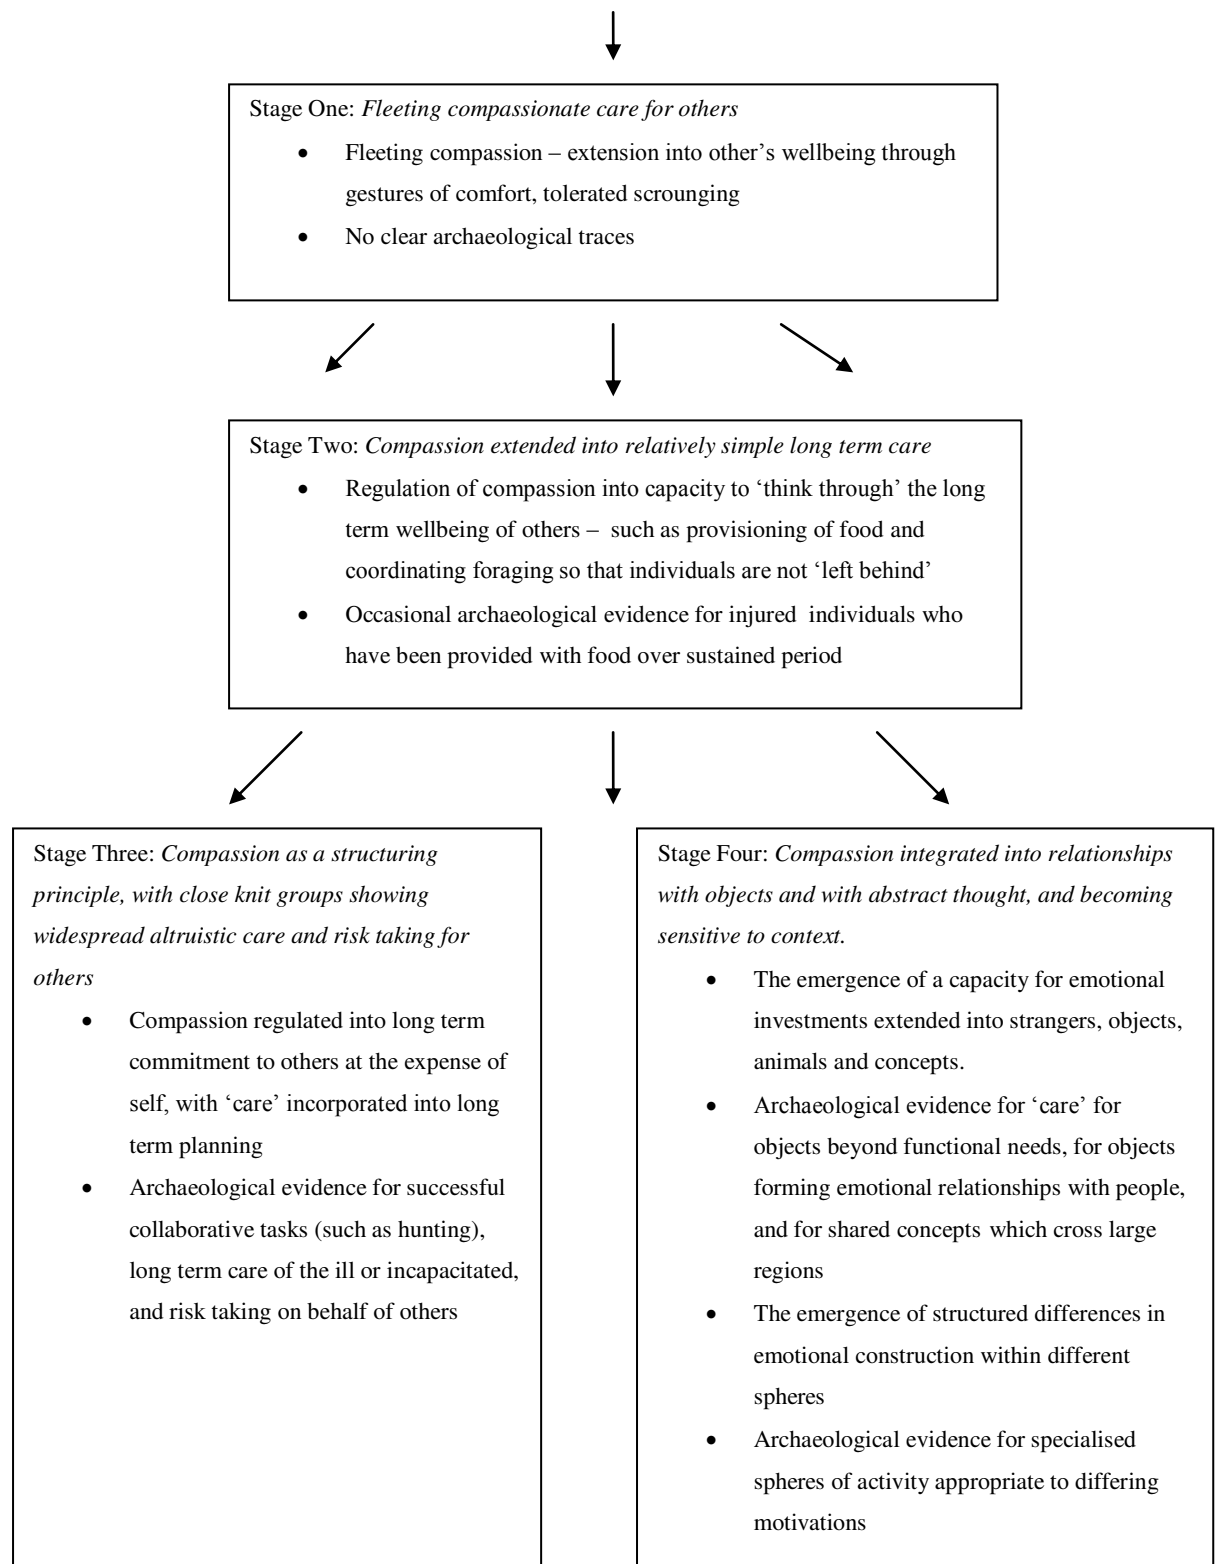 Stage One: Fleeting compassionate care for others
• Fleeting compassion – extension into other’s wellbeing through
gestures of comfort, tolerated scrounging
• No clear archaeological traces
Stage Two: Compassion extended into relatively simple long term care
• Regulation of compassion into capacity to ‘think through’ the long
term wellbeing of others – such as provisioning of food and
coordinating foraging so that individuals are not ‘left behind’
• Occasional archaeological evidence for injured individuals who
have been provided with food over sustained period
Stage Three: Compassion as a structuring
principle, with close knit groups showing
widespread altruistic care and risk taking for
others
• Compassion regulated into long term
commitment to others at the expense of
self, with ‘care’ incorporated into long
term planning
• Archaeological evidence for successful
collaborative tasks (such as hunting),
long term care of the ill or incapacitated,
and risk taking on behalf of others
Stage Four: Compassion integrated into relationships
with objects and with abstract thought, and becoming
sensitive to context.
• The emergence of a capacity for emotional
investments extended into strangers, objects,
animals and concepts.
• Archaeological evidence for ‘care’ for
objects beyond functional needs, for objects
forming emotional relationships with people,
and for shared concepts which cross large
regions
• The emergence of structured differences in
emotional construction within different
spheres
• Archaeological evidence for specialised
spheres of activity appropriate to differing
motivations